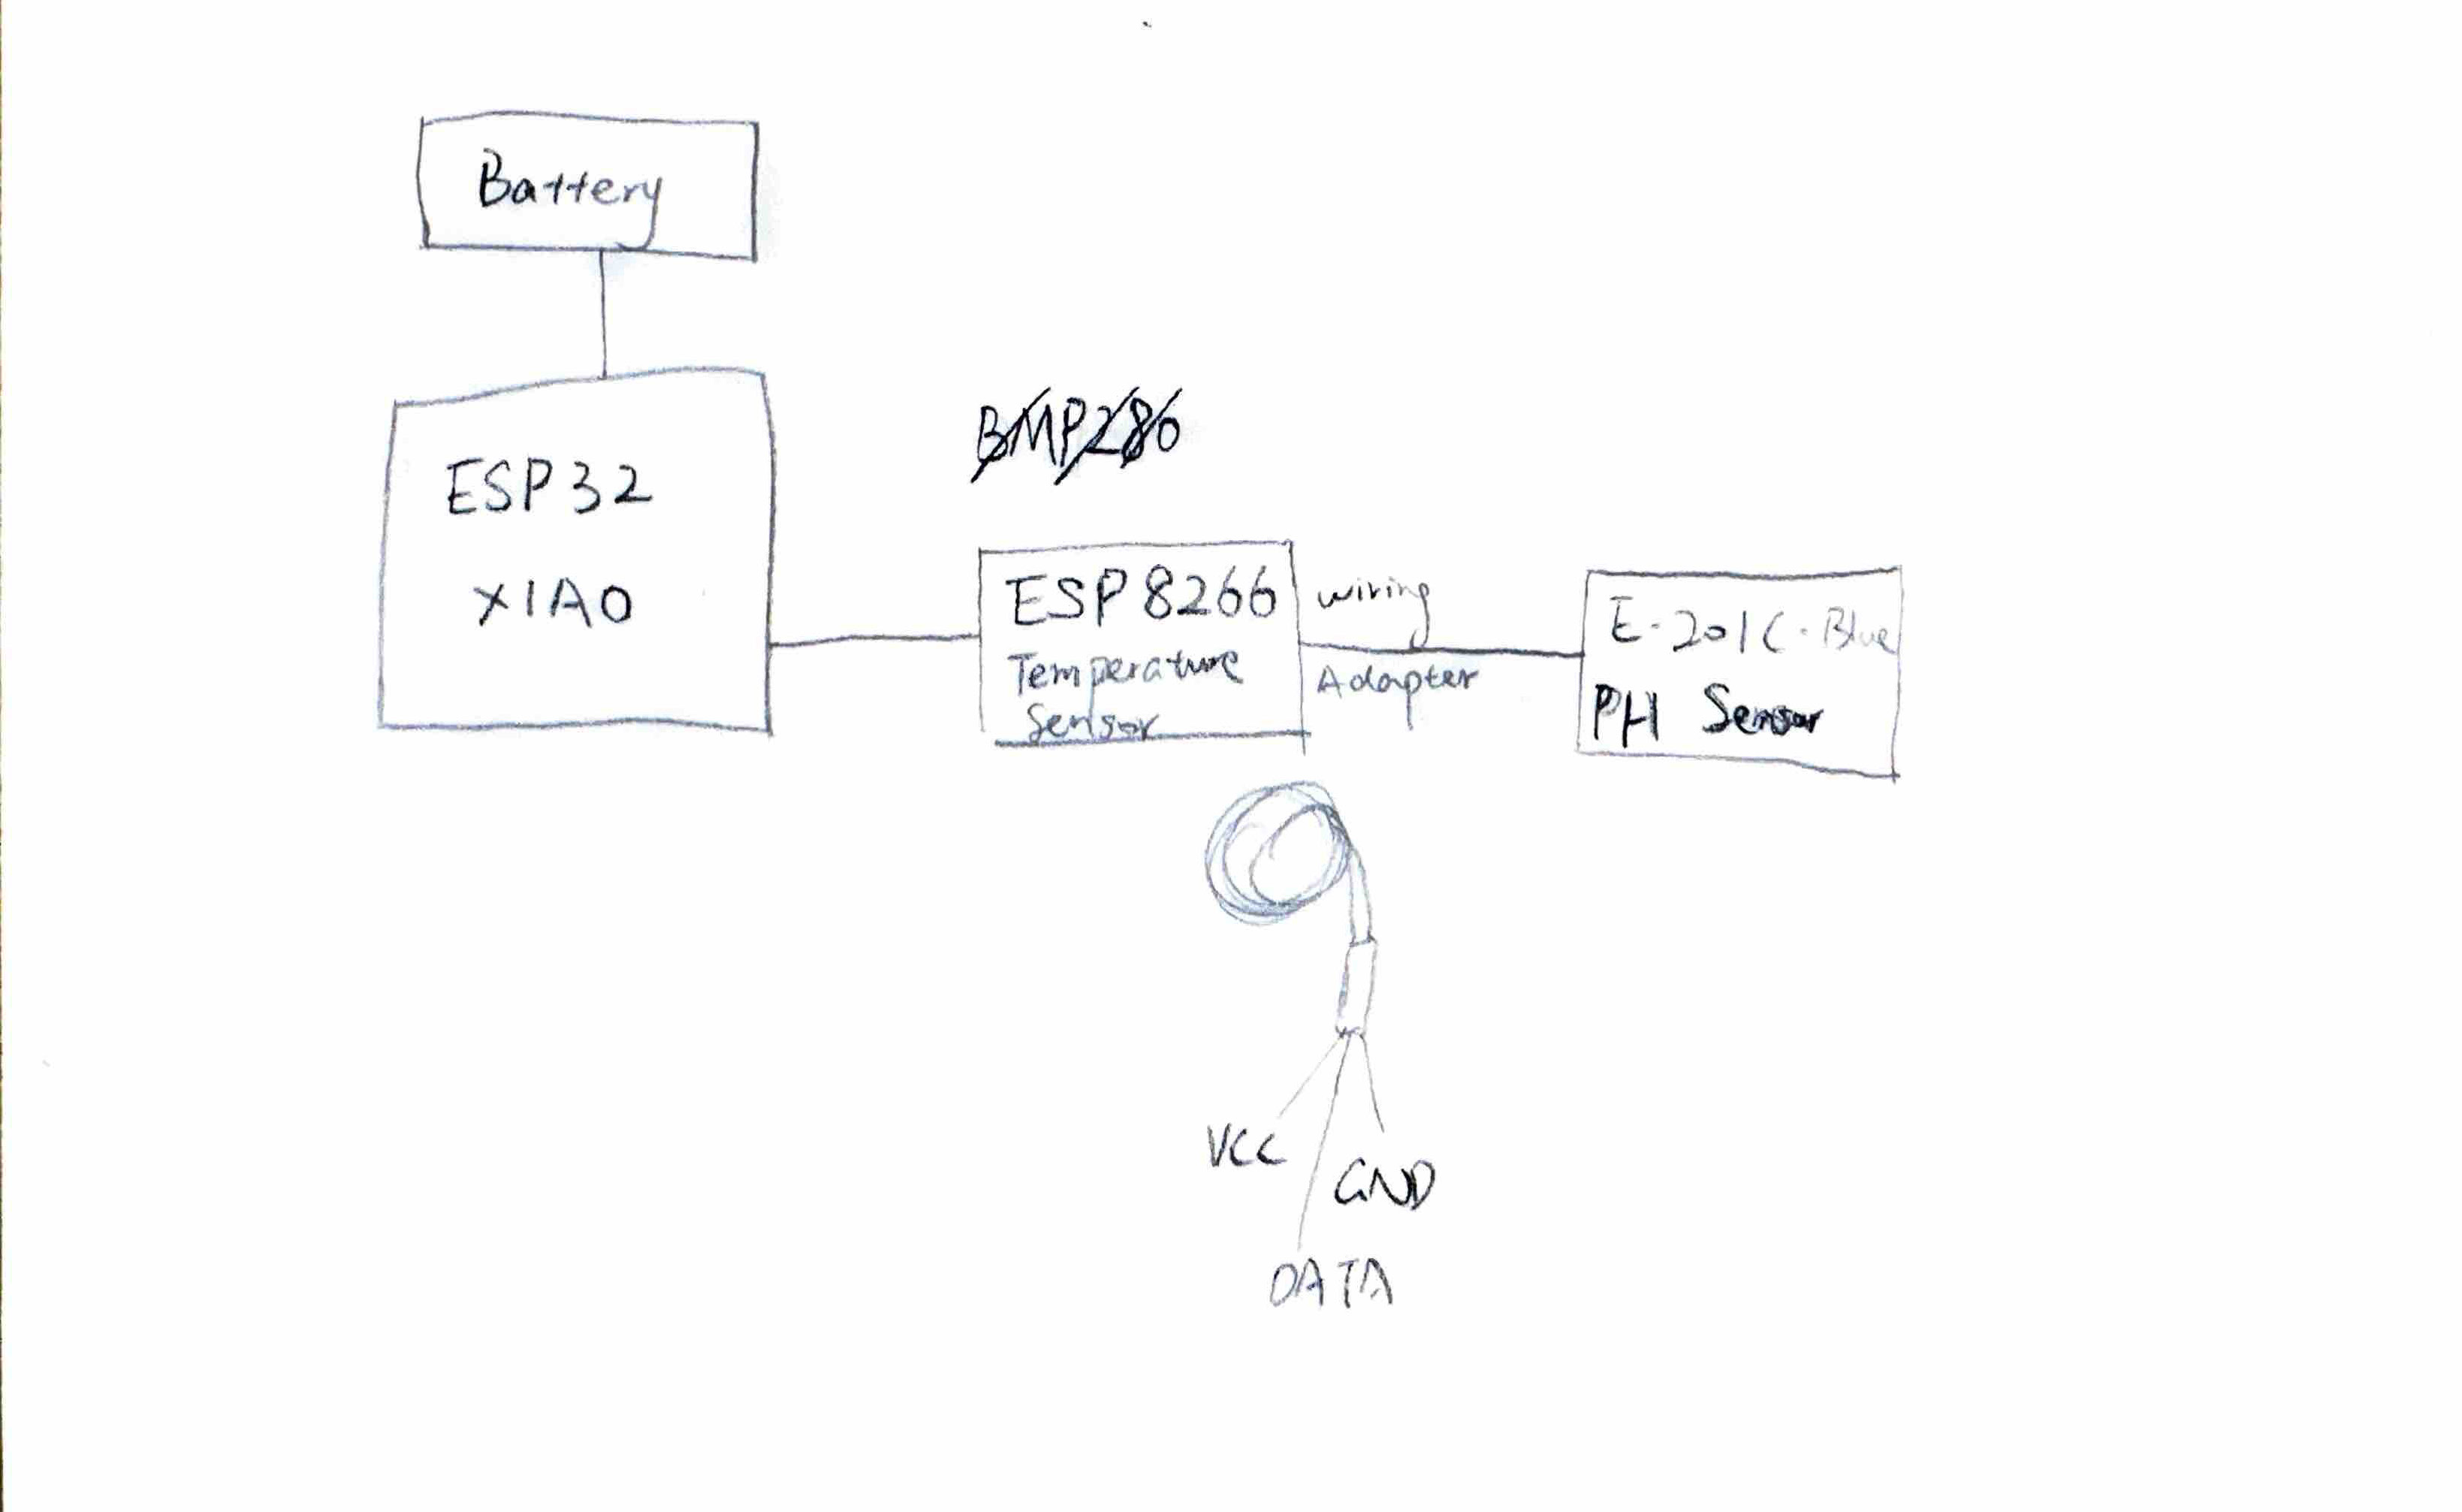 Battery
ESP32
XIAO
BMP280
ESP8266
Temperature
Sensor
wiring
Adapter
E-201C-Blue
PH Sensor
VCC
GND
DATA